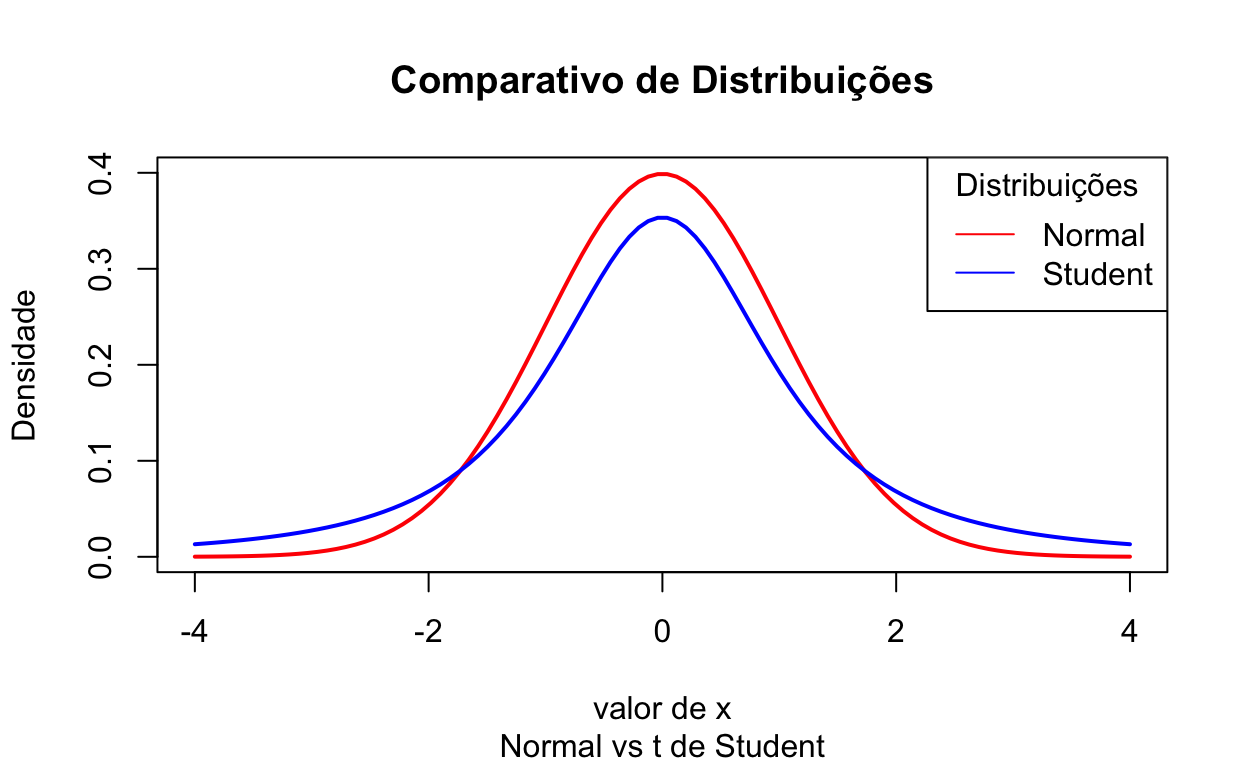 Comparativo de Distribuições
Distribuições
Normal
Student
Densidade
0.4
0.3
0.2
0.1
0.0
-4 -2 0 2 4
valor de x
Normal vs t de Student